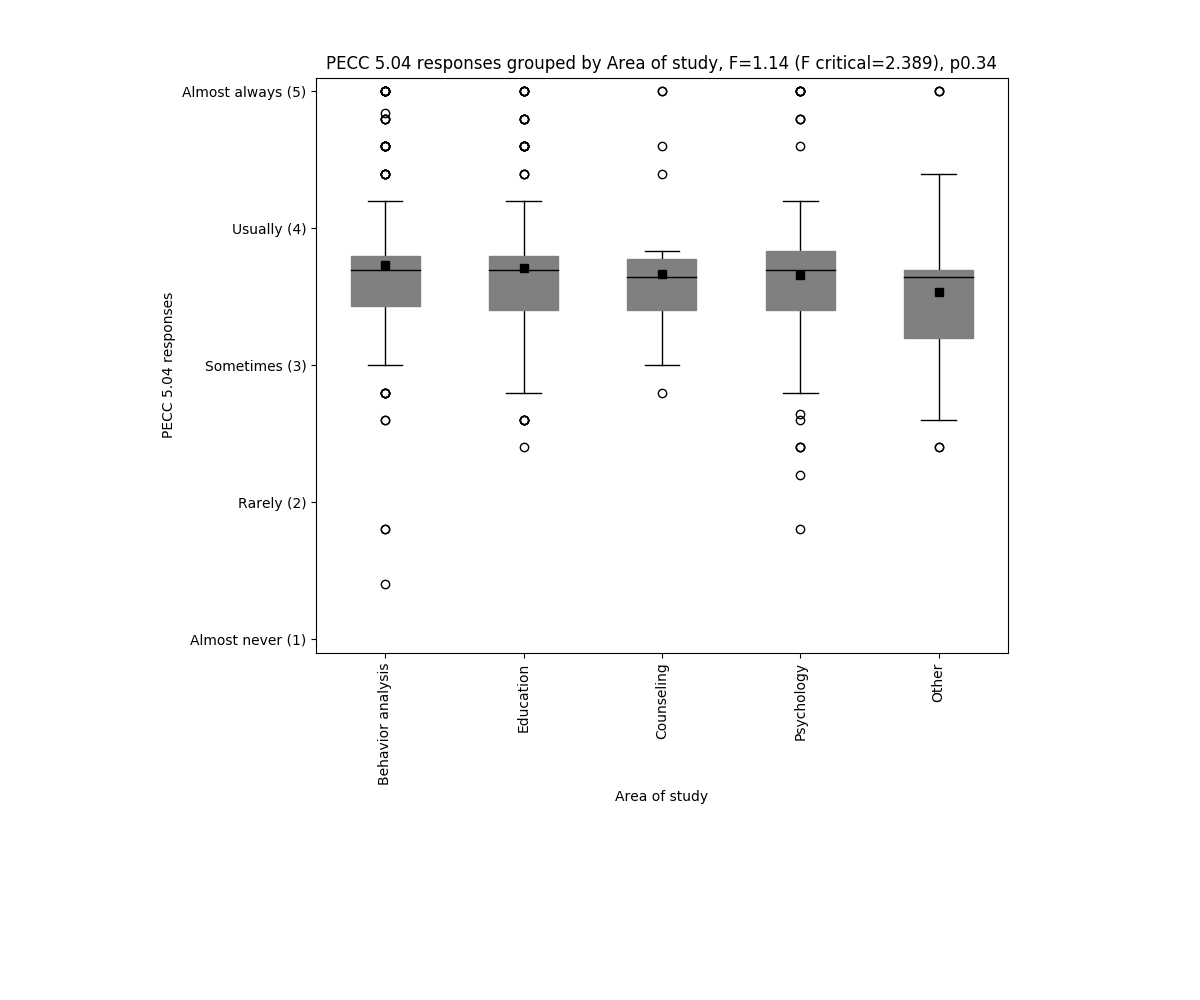 PECC 5.04 responses grouped by Area of study, F=1.14 (F critical=2.389), p0.34
Almost always (5)
Usually (4)
Sometimes (3)
Rarely (2)
Almost never (1)
PECC 5.04 responses
Behavior analysis
Education
Counseling
Psychology
Other
Area of study